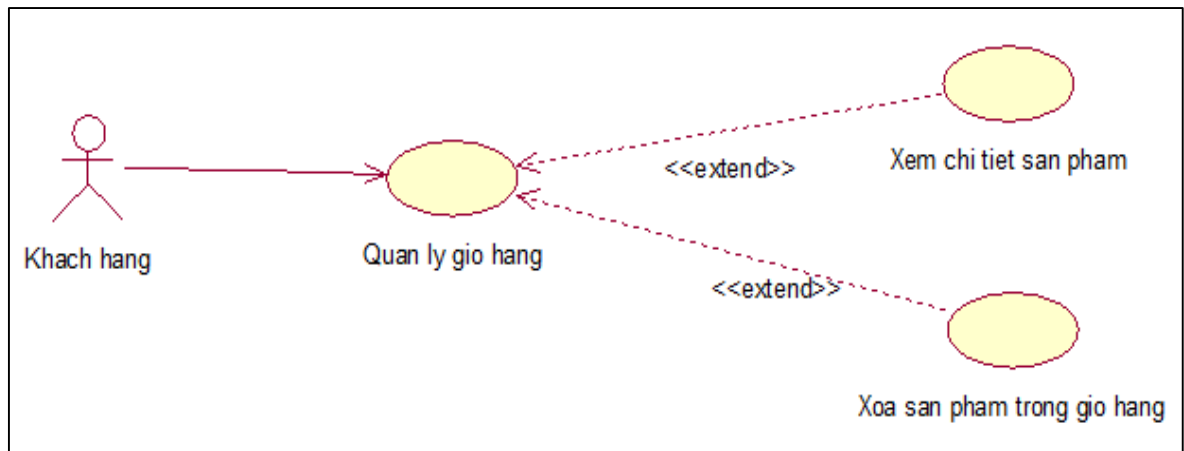 Xem chi tiet san pham
<<extend>>
Khach hang
Quan ly gio hang
<<extend>>
Xoa san pham trong gio hang